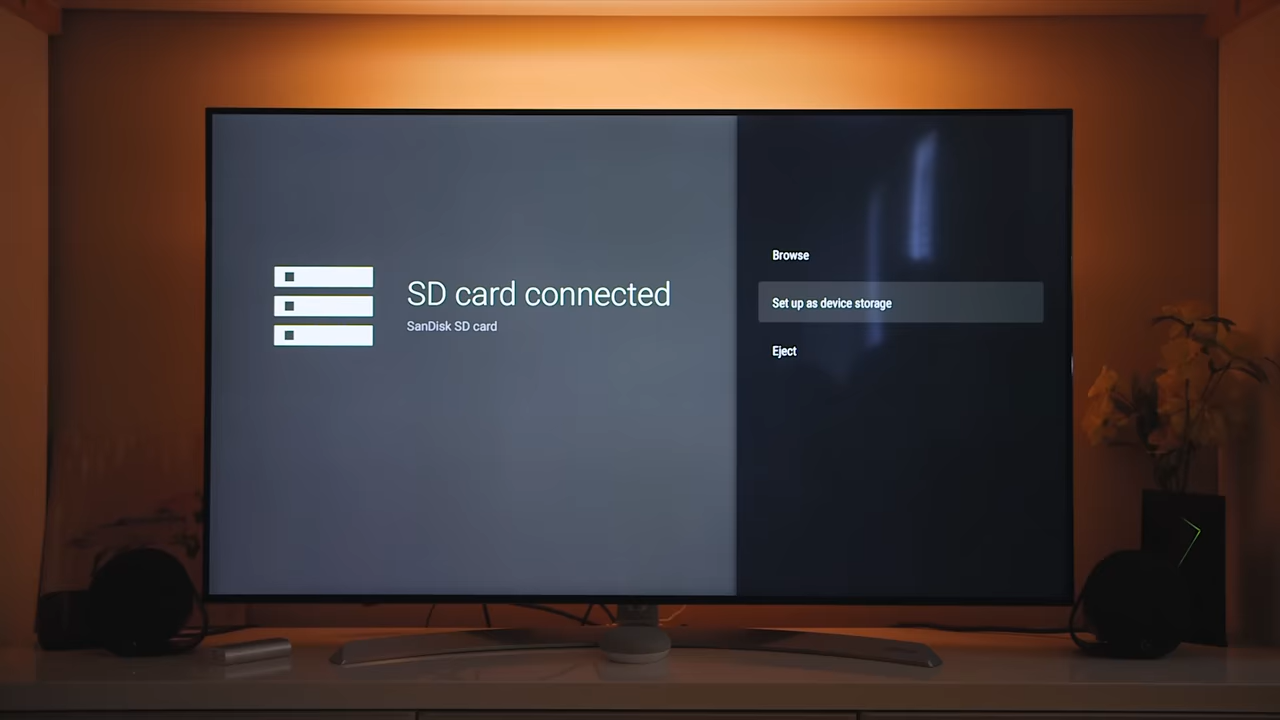 SD card connected
SanDisk SD card
Browse
Set up as device storage
Eject